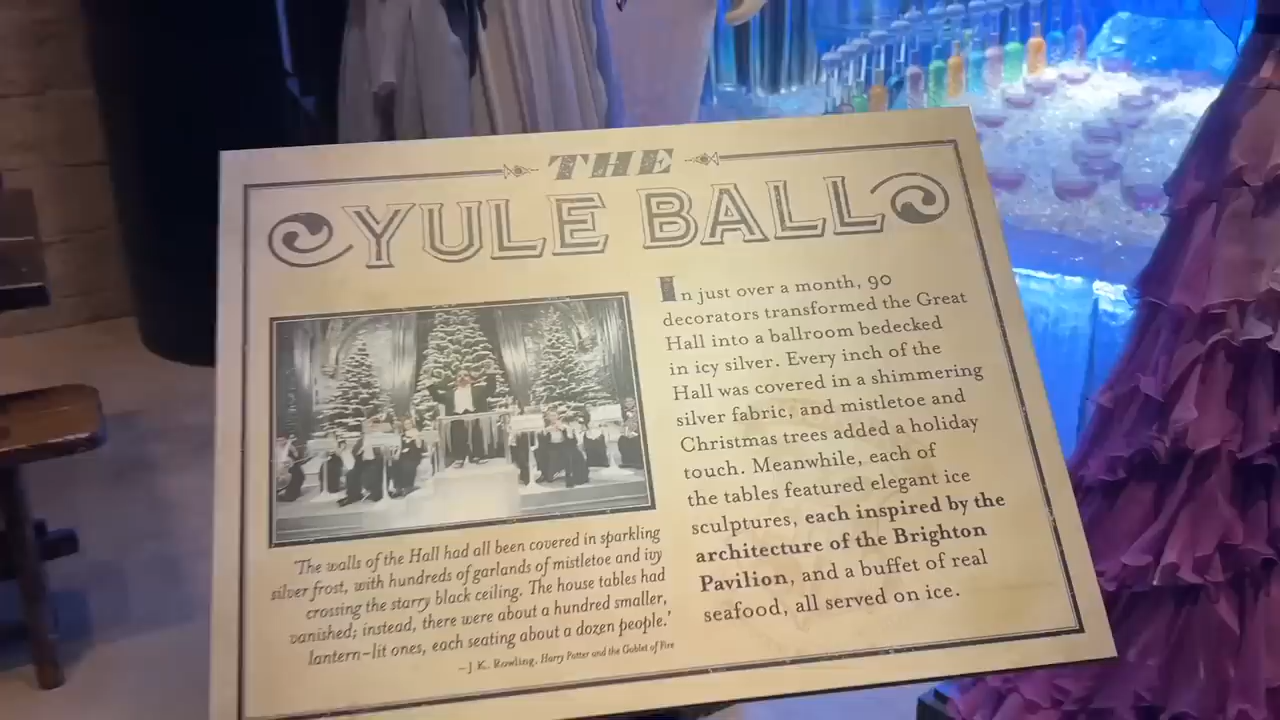 THE
YULE BALL
'The walls of the Hall had all been covered in sparkling
silver frost, with hundreds of garlands of mistletoe and ivy
crossing the starry black ceiling. The house tables had
vanished; instead, there were about a hundred smaller,
lantern-lit ones, each seating about a dozen people.'
—J.K. Rowling, Harry Potter and the Goblet of Fire
In just over a month, 90
decorators transformed the Great
Hall into a ballroom bedecked
in icy silver. Every inch of the
Hall was covered in a shimmering
silver fabric, and mistletoe and
Christmas trees added a holiday
touch. Meanwhile, each of
the tables featured elegant ice
sculptures, each inspired by the
architecture of the Brighton
Pavilion, and a buffet of real
seafood, all served on ice.